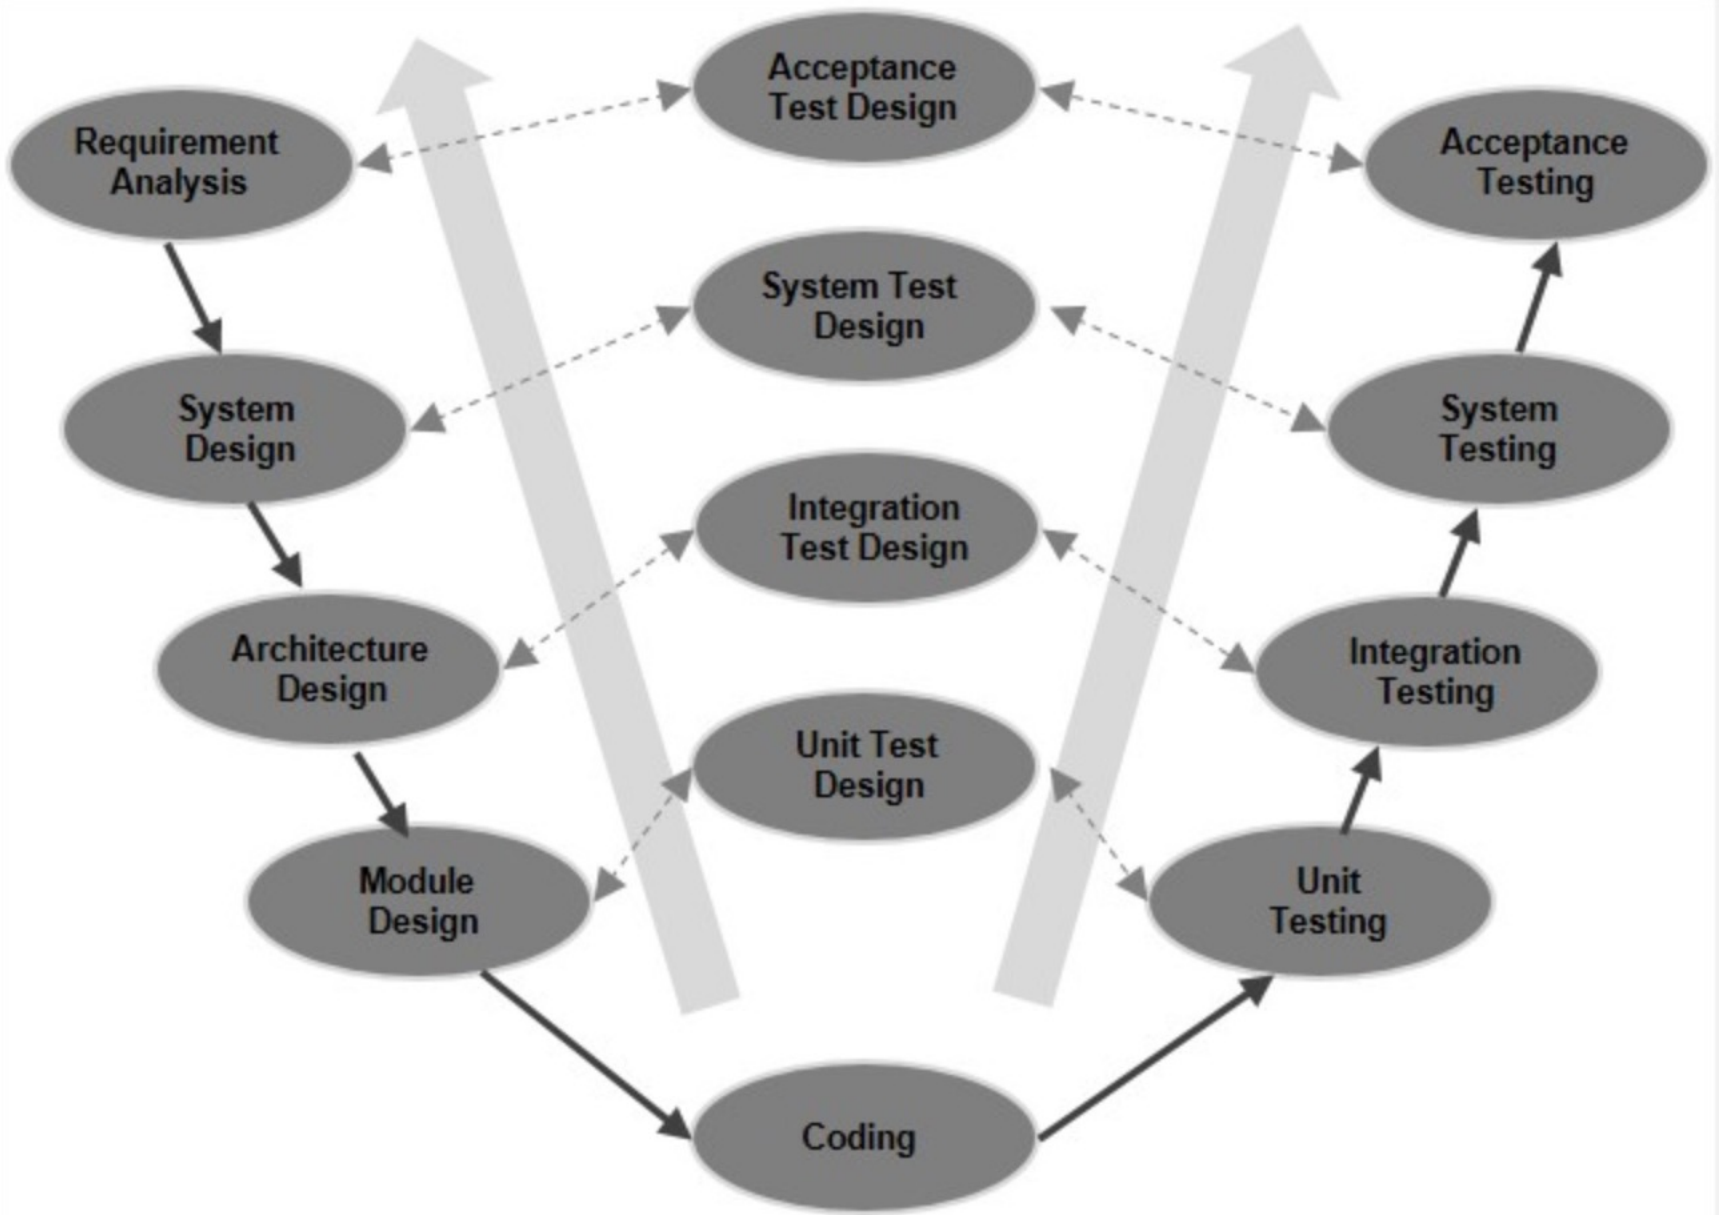 Acceptance
Test Design
Requirement
Analysis
Acceptance
Testing
System Test
Design
System
Design
System
Testing
Integration
Test Design
Architecture
Design
Integration
Testing
Unit Test
Design
Module
Design
Unit
Testing
Coding